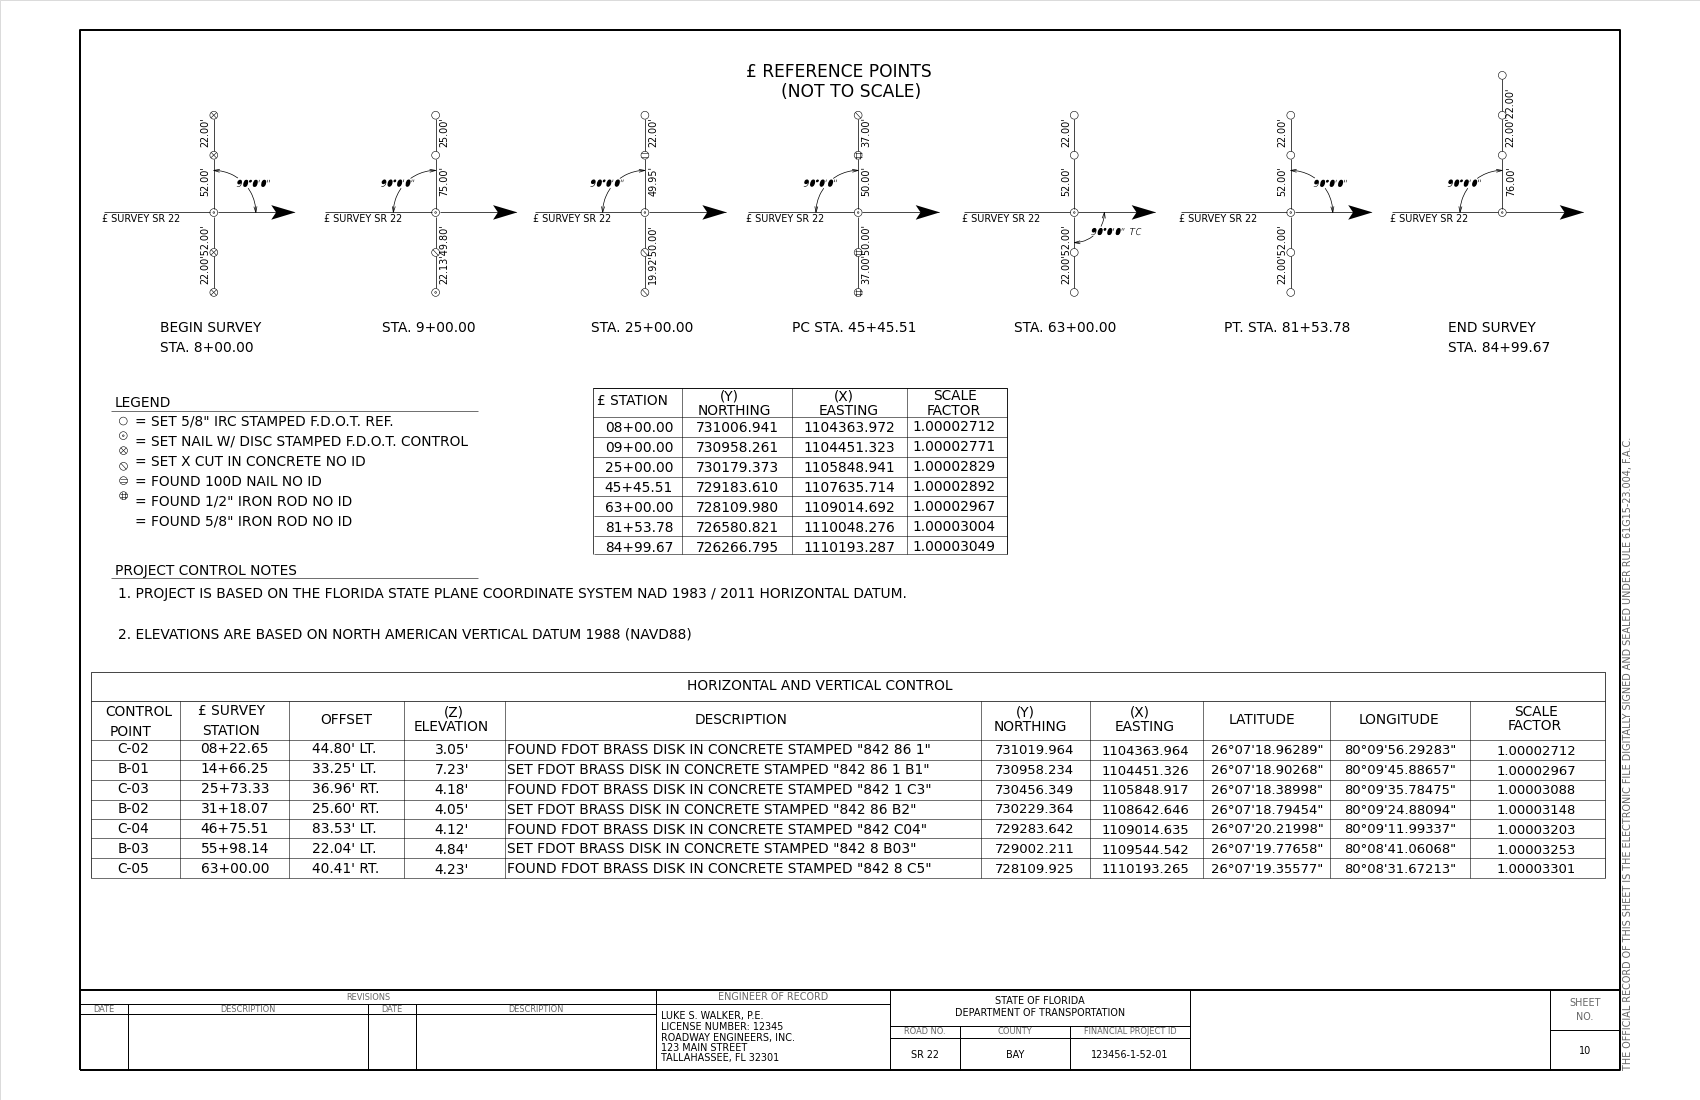 £ REFERENCE POINTS
(NOT TO SCALE)
22.00'
52.00'
90°0'0"
£ SURVEY SR 22
52.00'
22.00'
BEGIN SURVEY
STA. 8+00.00
25.00'
75.00'
90°0'0"
£ SURVEY SR 22
49.80'
22.13'
STA. 9+00.00
22.00'
49.95'
90°0'0"
£ SURVEY SR 22
50.00'
19.92'
STA. 25+00.00
37.00'
50.00'
90°0'0"
£ SURVEY SR 22
50.00'
37.00'
PC STA. 45+45.51
22.00'
52.00'
£ SURVEY SR 22
90°0'0" TC
52.00'
22.00'
STA. 63+00.00
22.00'
52.00'
90°0'0"
£ SURVEY SR 22
52.00'
22.00'
PT. STA. 81+53.78
22.00'
22.00'
76.00'
90°0'0"
£ SURVEY SR 22
END SURVEY
STA. 84+99.67
LEGEND
= SET 5/8" IRC STAMPED F.D.O.T. REF.
= SET NAIL W/ DISC STAMPED F.D.O.T. CONTROL
= SET X CUT IN CONCRETE NO ID
= FOUND 100D NAIL NO ID
= FOUND 1/2" IRON ROD NO ID
= FOUND 5/8" IRON ROD NO ID
£ STATION (Y) NORTHING (X) EASTING SCALE FACTOR
08+00.00 731006.941 1104363.972 1.00002712
09+00.00 730958.261 1104451.323 1.00002771
25+00.00 730179.373 1105848.941 1.00002829
45+45.51 729183.610 1107635.714 1.00002892
63+00.00 728109.980 1109014.692 1.00002967
81+53.78 726580.821 1110048.276 1.00003004
84+99.67 726266.795 1110193.287 1.00003049
PROJECT CONTROL NOTES
1. PROJECT IS BASED ON THE FLORIDA STATE PLANE COORDINATE SYSTEM NAD 1983 / 2011 HORIZONTAL DATUM.
2. ELEVATIONS ARE BASED ON NORTH AMERICAN VERTICAL DATUM 1988 (NAVD88)
HORIZONTAL AND VERTICAL CONTROL
CONTROL POINT £ SURVEY STATION OFFSET (Z) ELEVATION DESCRIPTION (Y) NORTHING (X) EASTING LATITUDE LONGITUDE SCALE FACTOR
C-02 08+22.65 44.80' LT. 3.05' FOUND FDOT BRASS DISK IN CONCRETE STAMPED "842 86 1" 731019.964 1104363.964 26°07'18.96289" 80°09'56.29283" 1.00002712
B-01 14+66.25 33.25' LT. 7.23' SET FDOT BRASS DISK IN CONCRETE STAMPED "842 86 1 B1" 730958.234 1104451.326 26°07'18.90268" 80°09'45.88657" 1.00002967
C-03 25+73.33 36.96' RT. 4.18' FOUND FDOT BRASS DISK IN CONCRETE STAMPED "842 1 C3" 730456.349 1105848.917 26°07'18.38998" 80°09'35.78475" 1.00003088
B-02 31+18.07 25.60' RT. 4.05' SET FDOT BRASS DISK IN CONCRETE STAMPED "842 86 B2" 730229.364 1108642.646 26°07'18.79454" 80°09'24.88094" 1.00003148
C-04 46+75.51 83.53' LT. 4.12' FOUND FDOT BRASS DISK IN CONCRETE STAMPED "842 C04" 729283.642 1109014.635 26°07'20.21998" 80°09'11.99337" 1.00003203
B-03 55+98.14 22.04' LT. 4.84' SET FDOT BRASS DISK IN CONCRETE STAMPED "842 8 B03" 729002.211 1109544.542 26°07'19.77658" 80°08'41.06068" 1.00003253
C-05 63+00.00 40.41' RT. 4.23' FOUND FDOT BRASS DISK IN CONCRETE STAMPED "842 8 C5" 728109.925 1110193.265 26°07'19.35577" 80°08'31.67213" 1.00003301
REVISIONS
DATE DESCRIPTION DATE DESCRIPTION
ENGINEER OF RECORD
LUKE S. WALKER, P.E.
LICENSE NUMBER: 12345
ROADWAY ENGINEERS, INC.
123 MAIN STREET
TALLAHASSEE, FL 32301
STATE OF FLORIDA
DEPARTMENT OF TRANSPORTATION
ROAD NO. COUNTY FINANCIAL PROJECT ID
SR 22 BAY 123456-1-52-01
SHEET
NO.
10
THE OFFICIAL RECORD OF THIS SHEET IS THE ELECTRONIC FILE DIGITALLY SIGNED AND SEALED UNDER RULE 61G15-23.004, F.A.C.